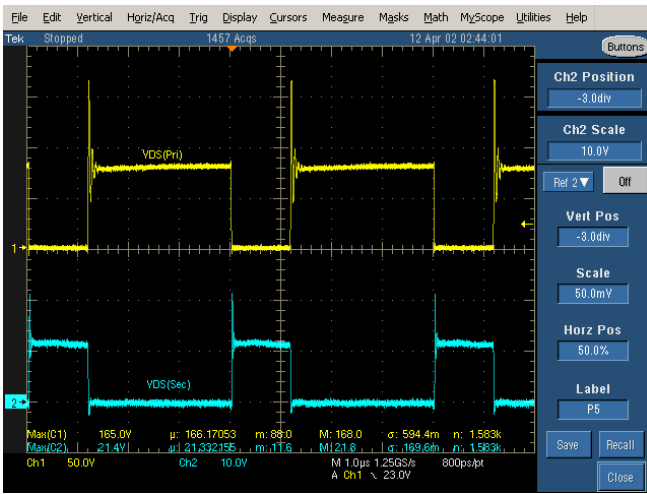 File Edit Vertical Horiz/Acq Trig Display Cursors Measure Masks Math MyScope Utilities Help
Tek Stopped 1457 Acqs 12 Apr 02 02:44:01
Buttons
Ch2 Position
-3.0div
Ch2 Scale
10.0V
Ref 2 Off
Vert Pos
-3.0div
Scale
50.0mV
Horz Pos
50.0%
Label
P5
Save Recall
Close
VDS(Pri)
1
VDS(Sec)
2
Max(C1) 165.0V µ: 166.17053 m: 88.0 M: 168.0 σ: 594.4m n: 1.583k
Max(C2) 21.4V µ: 21.332155 m: 11.6 M: 21.8 σ: 169.6m n: 1.583k
Ch1 50.0V Ch2 10.0V M 1.0µs 1.25GS/s 800ps/pt
A Ch1 \ 23.0V